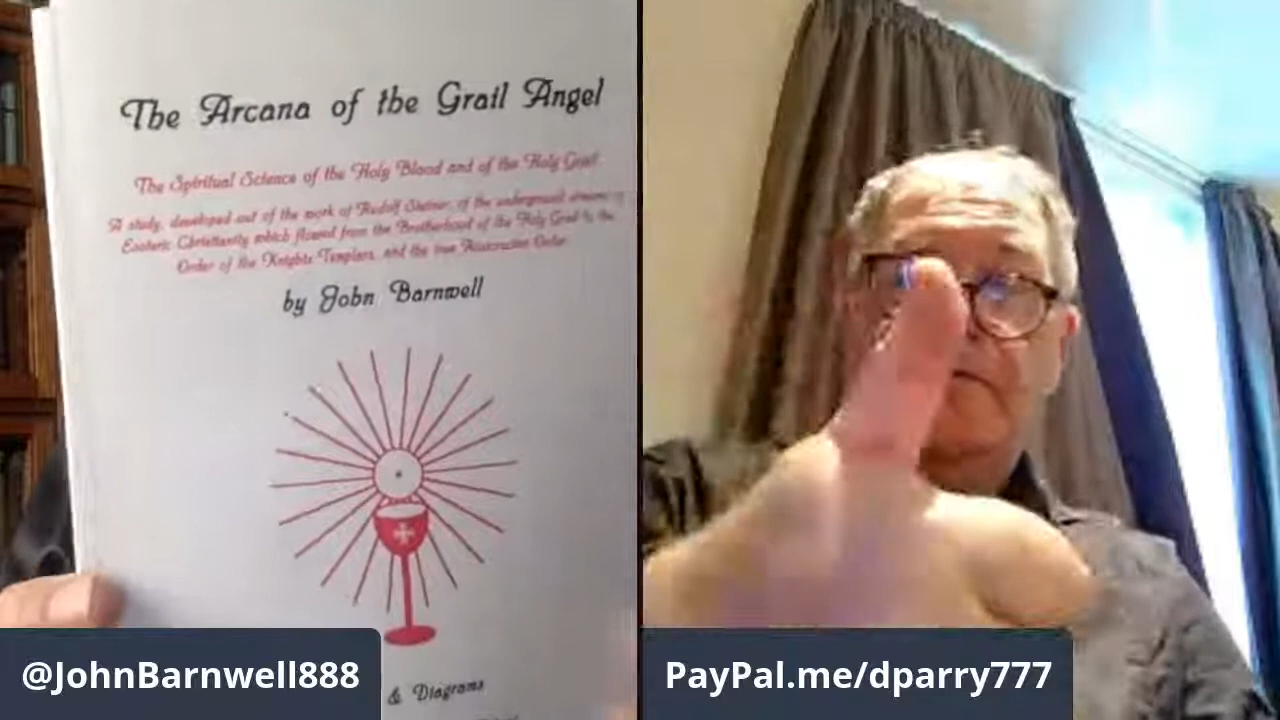 The Arcana of the Grail Angel
The Spiritual Science of the Holy Blood and of the Holy Grail
A study, developed out of the work of Rudolf Steiner, of the underground streams of
Esoteric Christianity which flowed from the Brotherhood of the Holy Grail to the
Order of the Knights Templars, and the true Rosicrucian Order
by John Barnwell
& Diagrams
@JohnBarnwell888
PayPal.me/dparry777